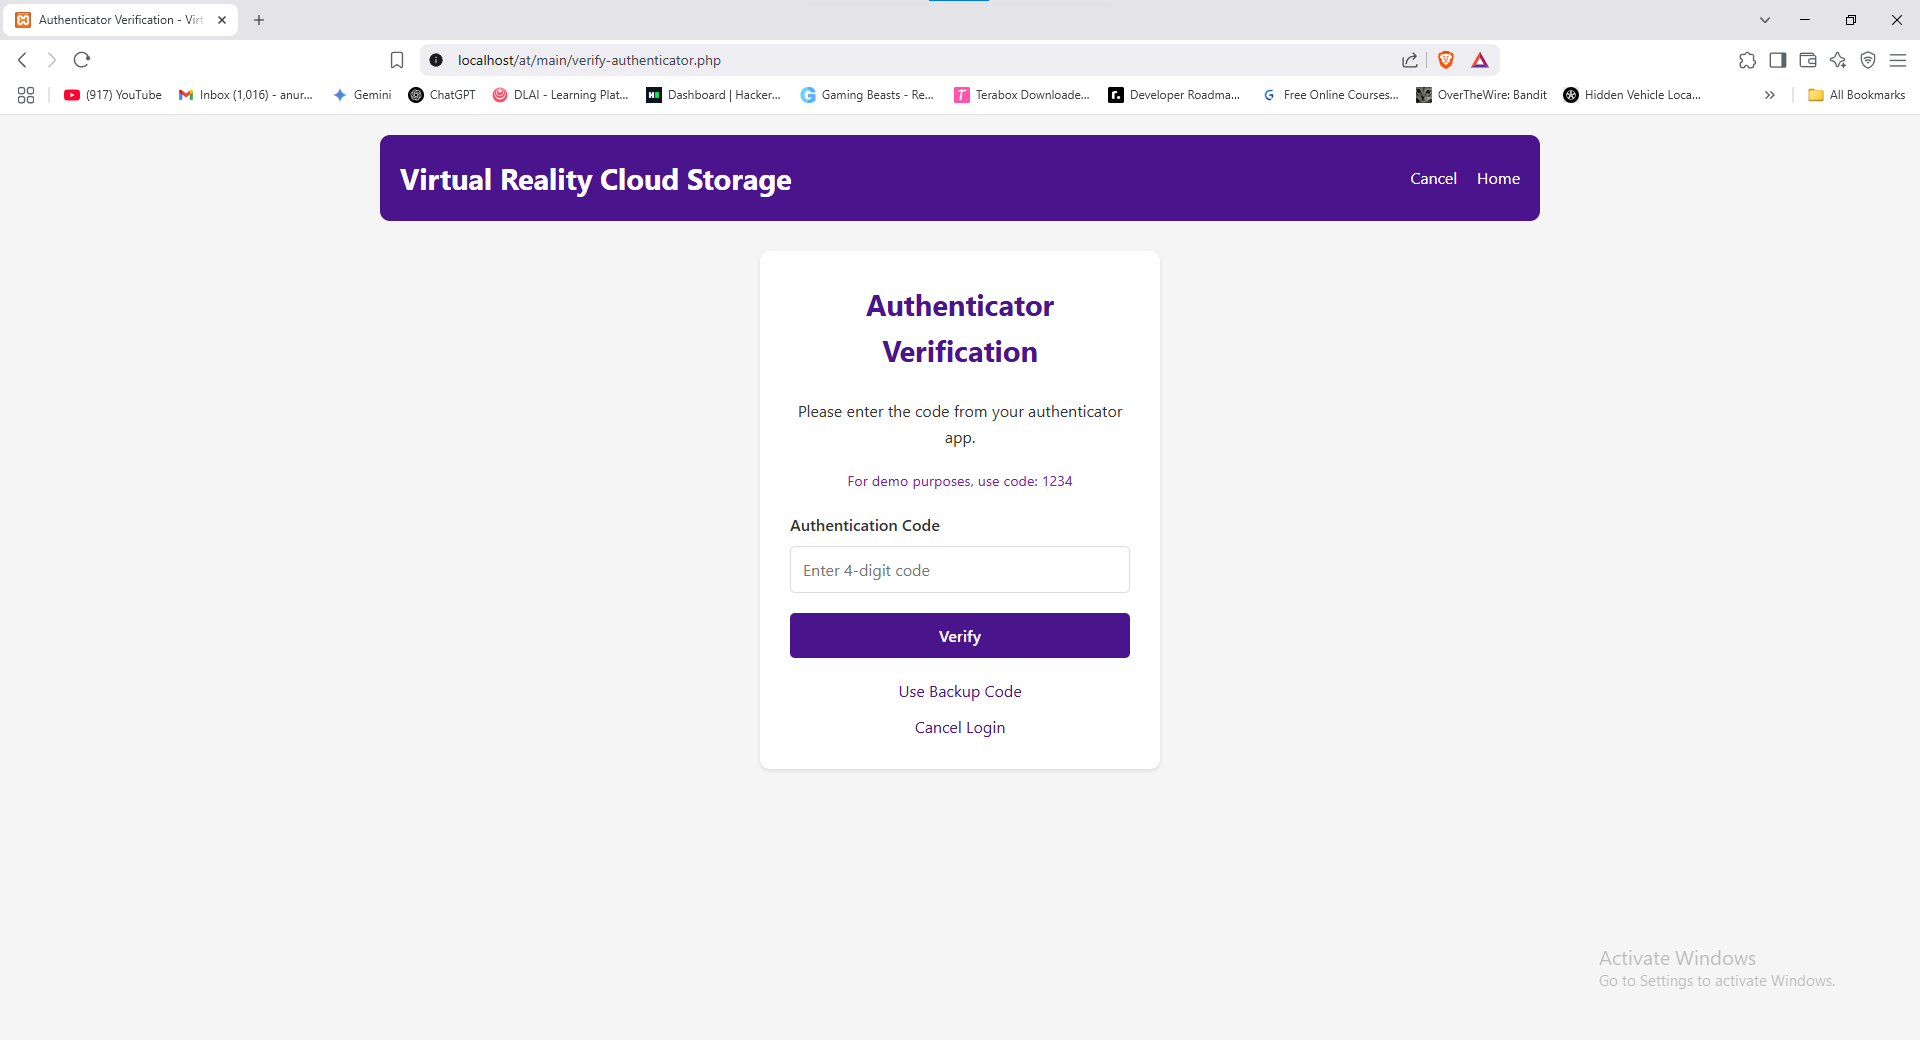 Authenticator Verification - Virt
localhost/at/main/verify-authenticator.php
(917) YouTube
Inbox (1,016) - anur...
Gemini
ChatGPT
DLAI - Learning Plat...
Dashboard | Hacker...
Gaming Beasts - Re...
Terabox Downloade...
Developer Roadma...
Free Online Courses...
OverTheWire: Bandit
Hidden Vehicle Loca...
All Bookmarks
Virtual Reality Cloud Storage
Cancel
Home
Authenticator
Verification
Please enter the code from your authenticator
app.
For demo purposes, use code: 1234
Authentication Code
Enter 4-digit code
Verify
Use Backup Code
Cancel Login
Activate Windows
Go to Settings to activate Windows.